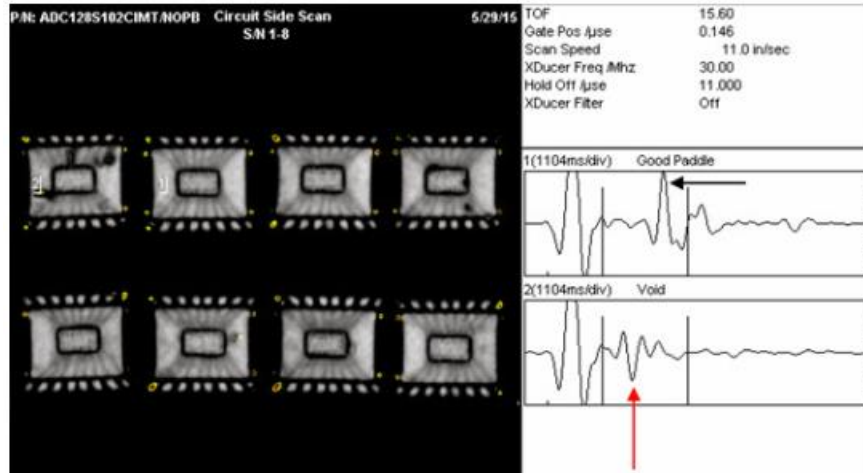 P/N: ADC128S102CIMT/NOPB Circuit Side Scan 5/29/15
S/N 1-8
TOF 15.60
Gate Pos /µse 0.146
Scan Speed 11.0 in/sec
XDucer Freq /Mhz 30.00
Hold Off /µse 11.000
XDucer Filter Off
1(1104ms/div) Good Paddle
2(1104ms/div) Void
2
1